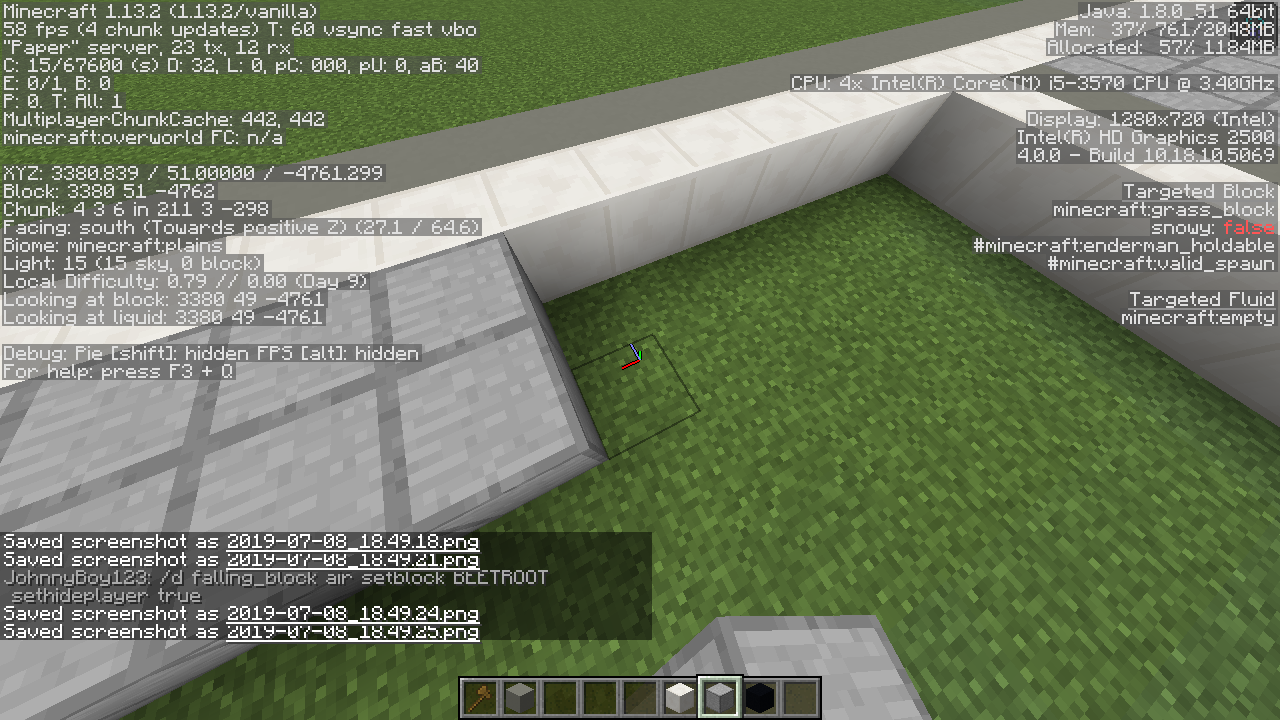 Minecraft 1.13.2 (1.13.2/vanilla)
58 fps (4 chunk updates) T: 60 vsync fast vbo
"Paper" server, 23 tx, 12 rx
C: 15/67600 (s) D: 32, L: 0, pC: 000, pU: 0, aB: 40
E: 0/1, B: 0
P: 0. T: All: 1
MultiplayerChunkCache: 442, 442
minecraft:overworld FC: n/a
XYZ: 3380.839 / 51.00000 / -4761.299
Block: 3380 51 -4762
Chunk: 4 3 6 in 211 3 -298
Facing: south (Towards positive Z) (27.1 / 64.6)
Biome: minecraft:plains
Light: 15 (15 sky, 0 block)
Local Difficulty: 0.79 // 0.00 (Day 9)
Looking at block: 3380 49 -4761
Looking at liquid: 3380 49 -4761
Debug: Pie [shift]: hidden FPS [alt]: hidden
For help: press F3 + Q
Java: 1.8.0_51 64bit
Mem: 37% 761/2048MB
Allocated: 57% 1184MB
CPU: 4x Intel(R) Core(TM) i5-3570 CPU @ 3.40GHz
Display: 1280x720 (Intel)
Intel(R) HD Graphics 2500
4.0.0 - Build 10.18.10.5069
Targeted Block
minecraft:grass_block
snowy: false
#minecraft:enderman_holdable
#minecraft:valid_spawn
Targeted Fluid
minecraft:empty
Saved screenshot as 2019-07-08_18.49.18.png
Saved screenshot as 2019-07-08_18.49.21.png
JohnnyBoy123: /d falling_block air setblock BEETROOT
sethideplayer true
Saved screenshot as 2019-07-08_18.49.24.png
Saved screenshot as 2019-07-08_18.49.25.png